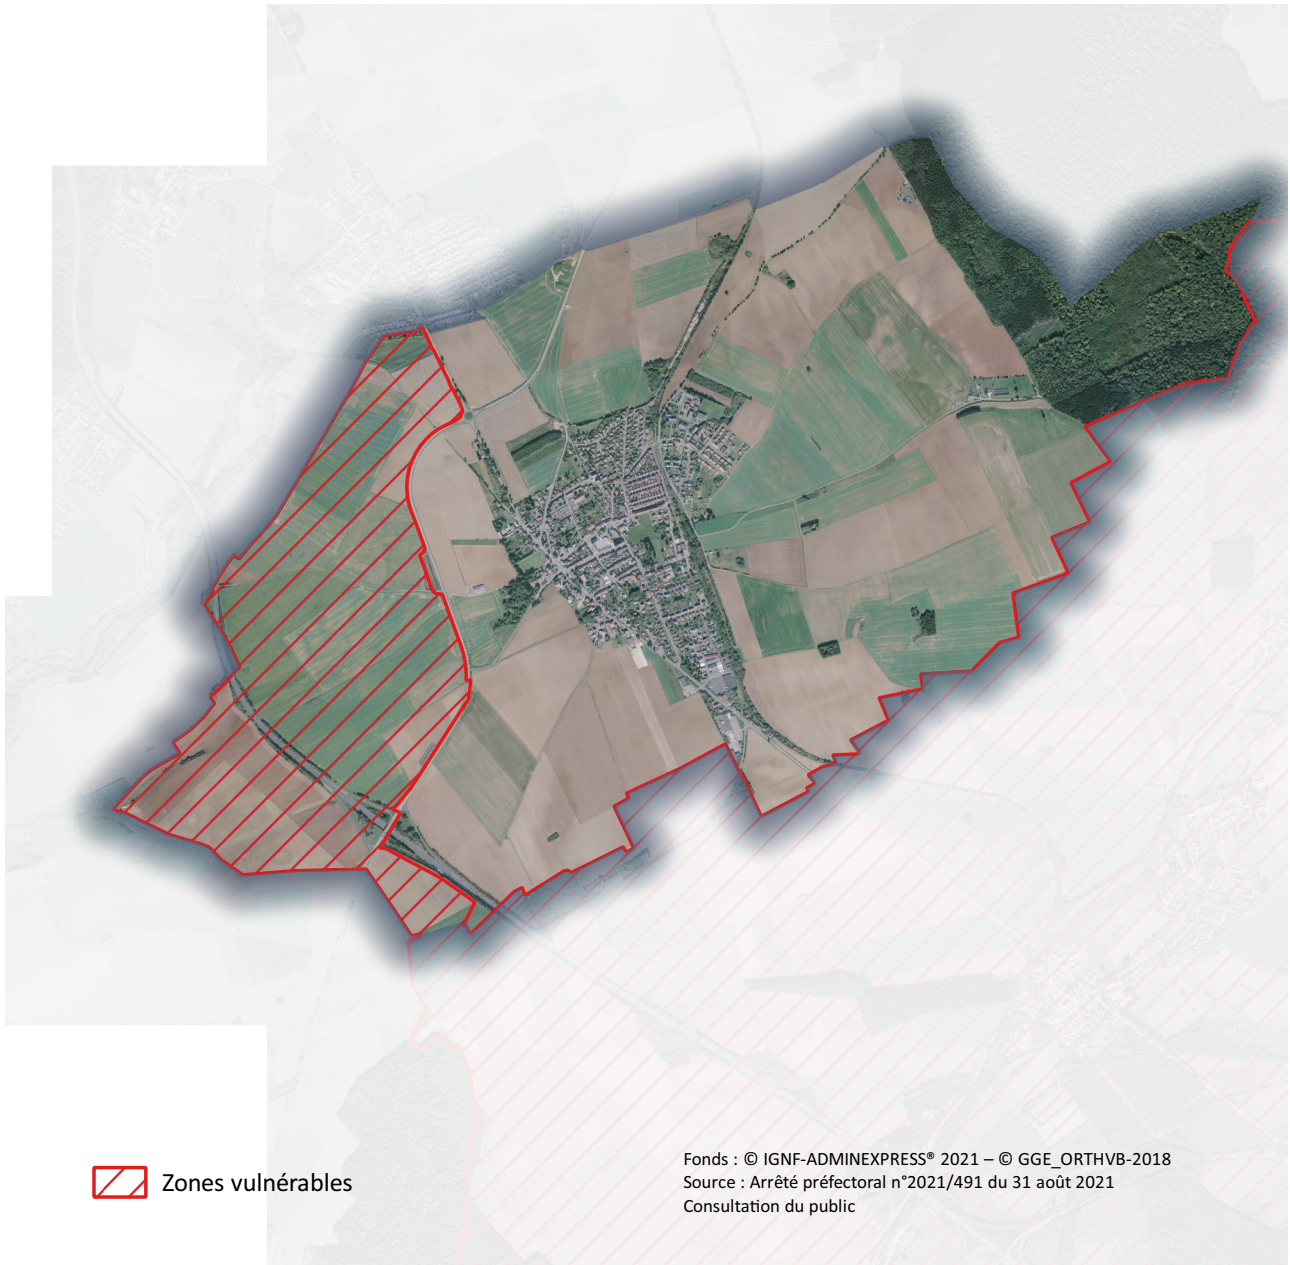 Zones vulnérables
Fonds : © IGNF-ADMINEXPRESS® 2021 – © GGE_ORTHVB-2018
Source : Arrêté préfectoral n°2021/491 du 31 août 2021
Consultation du public